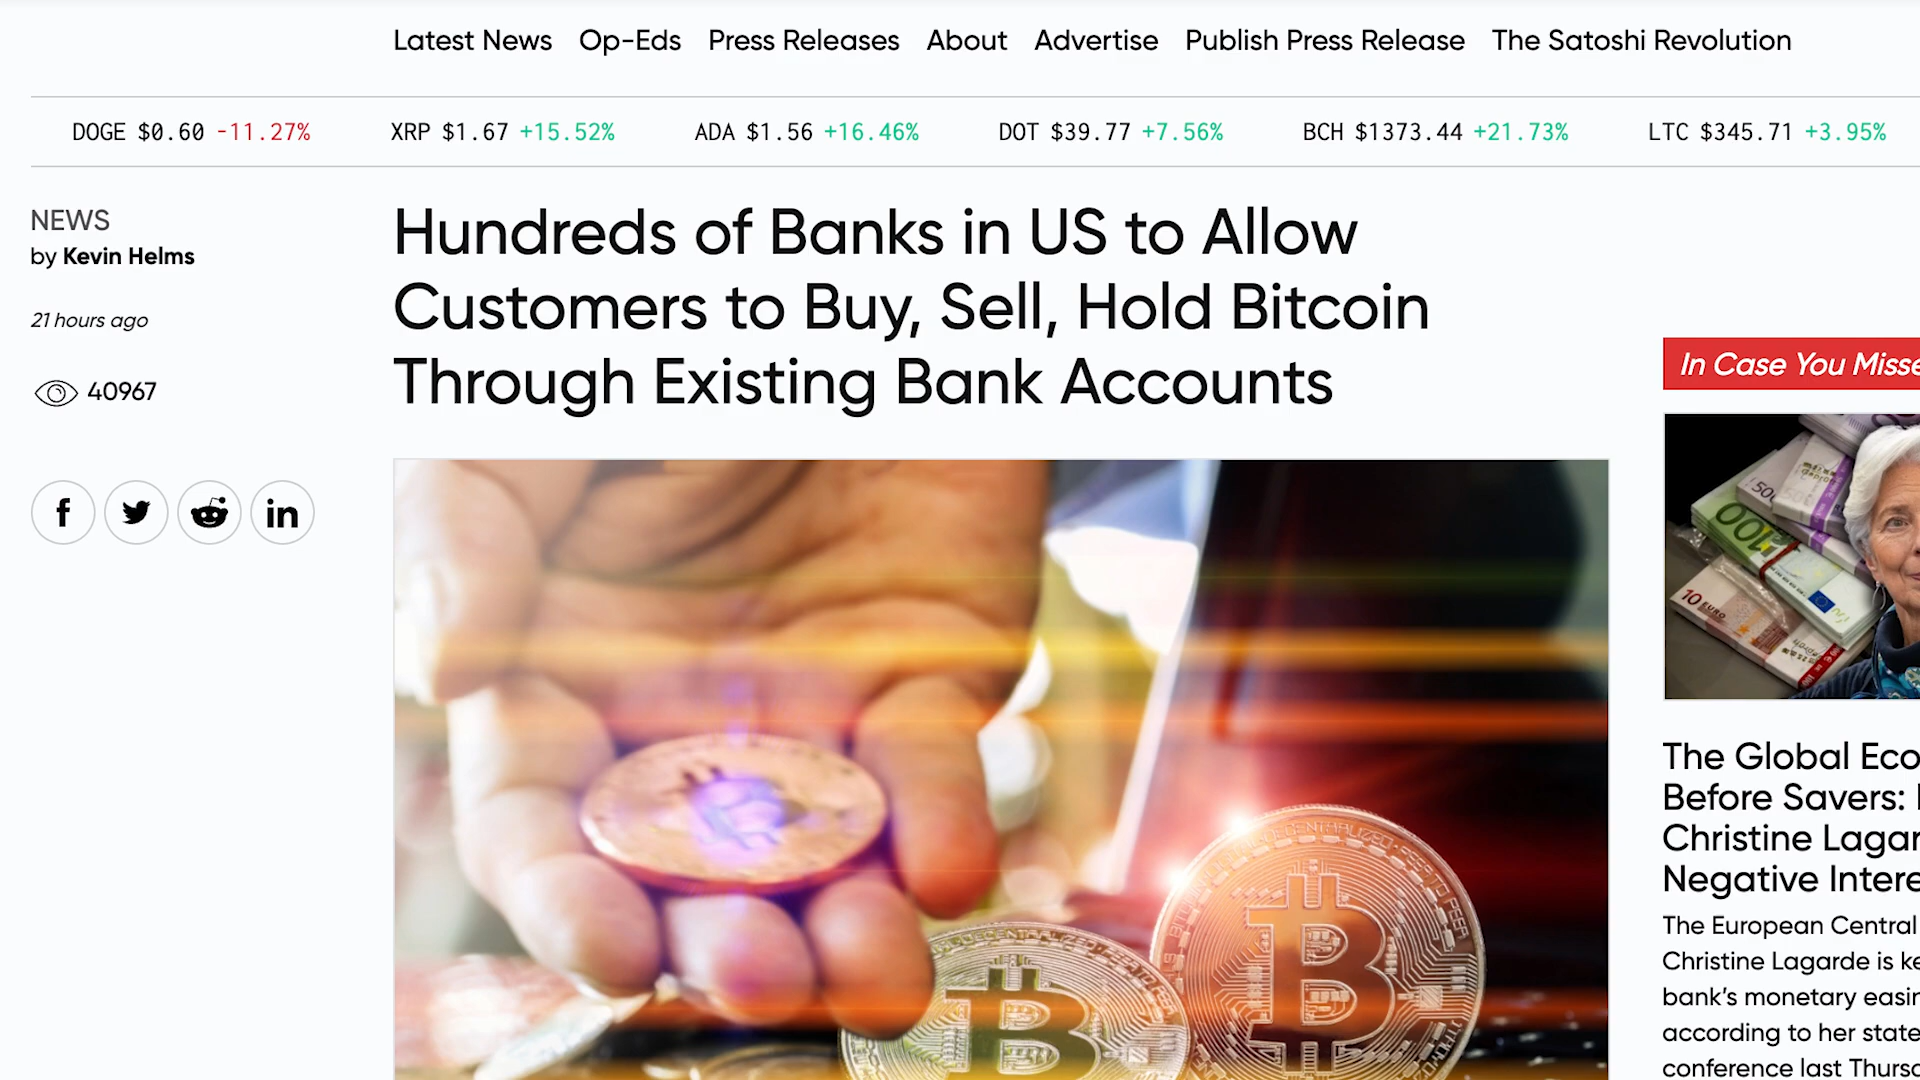 Latest News Op-Eds Press Releases About Advertise Publish Press Release The Satoshi Revolution
DOGE $0.60 -11.27% XRP $1.67 +15.52% ADA $1.56 +16.46% DOT $39.77 +7.56% BCH $1373.44 +21.73% LTC $345.71 +3.95%
NEWS
by Kevin Helms
21 hours ago
40967
Hundreds of Banks in US to Allow
Customers to Buy, Sell, Hold Bitcoin
Through Existing Bank Accounts
In Case You Misse
100
10 EURO
The Global Eco
Before Savers:
Christine Lagar
Negative Intere
The European Central
Christine Lagarde is ke
bank's monetary easin
according to her state
conference last Thursd